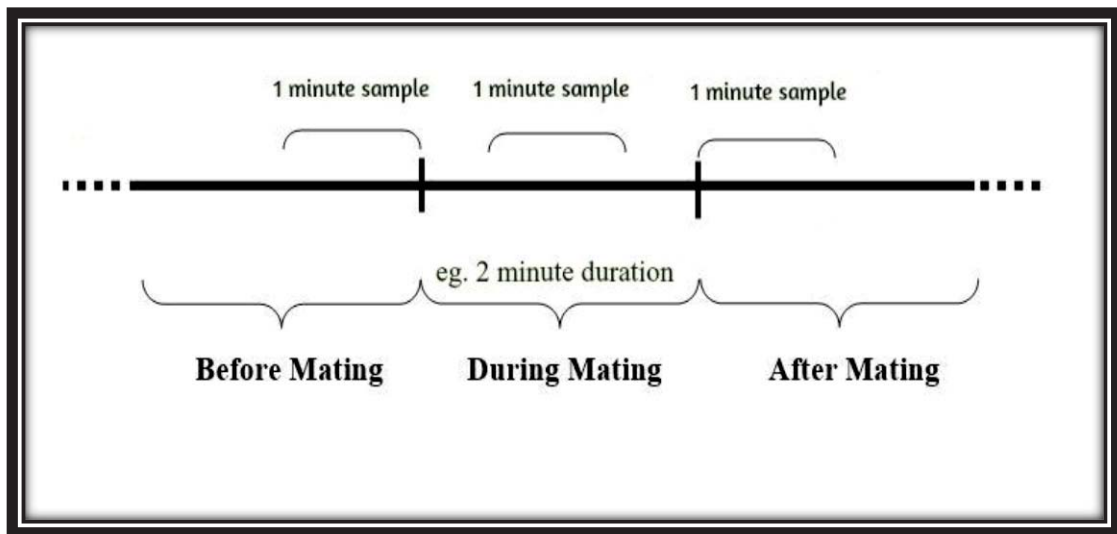 1 minute sample
1 minute sample
1 minute sample
eg. 2 minute duration
Before Mating
During Mating
After Mating